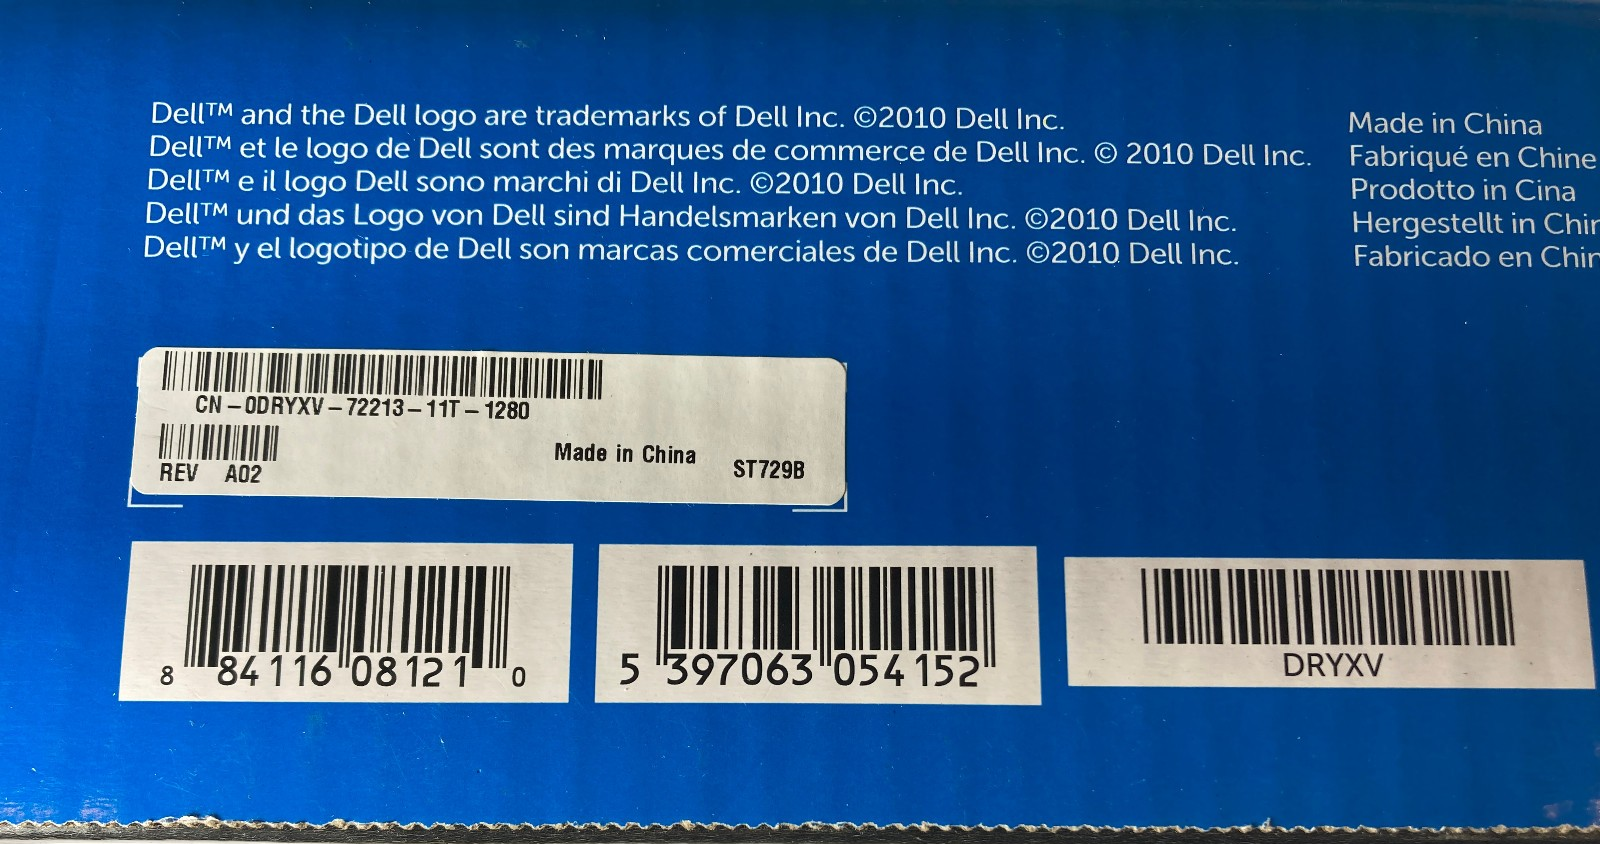 Dell™ and the Dell logo are trademarks of Dell Inc. ©2010 Dell Inc.
Dell™ et le logo de Dell sont des marques de commerce de Dell Inc. © 2010 Dell Inc.
Dell™ e il logo Dell sono marchi di Dell Inc. ©2010 Dell Inc.
Dell™ und das Logo von Dell sind Handelsmarken von Dell Inc. ©2010 Dell Inc.
Dell™ y el logotipo de Dell son marcas comerciales de Dell Inc. ©2010 Dell Inc.
Made in China
Fabriqué en Chine
Prodotto in Cina
Hergestellt in
Fabricado en
CN-0DRYXV-72213-11T-1280
REV A02
Made in China
ST729B
8 84116 08121 0
5 397063 054152
DRYXV